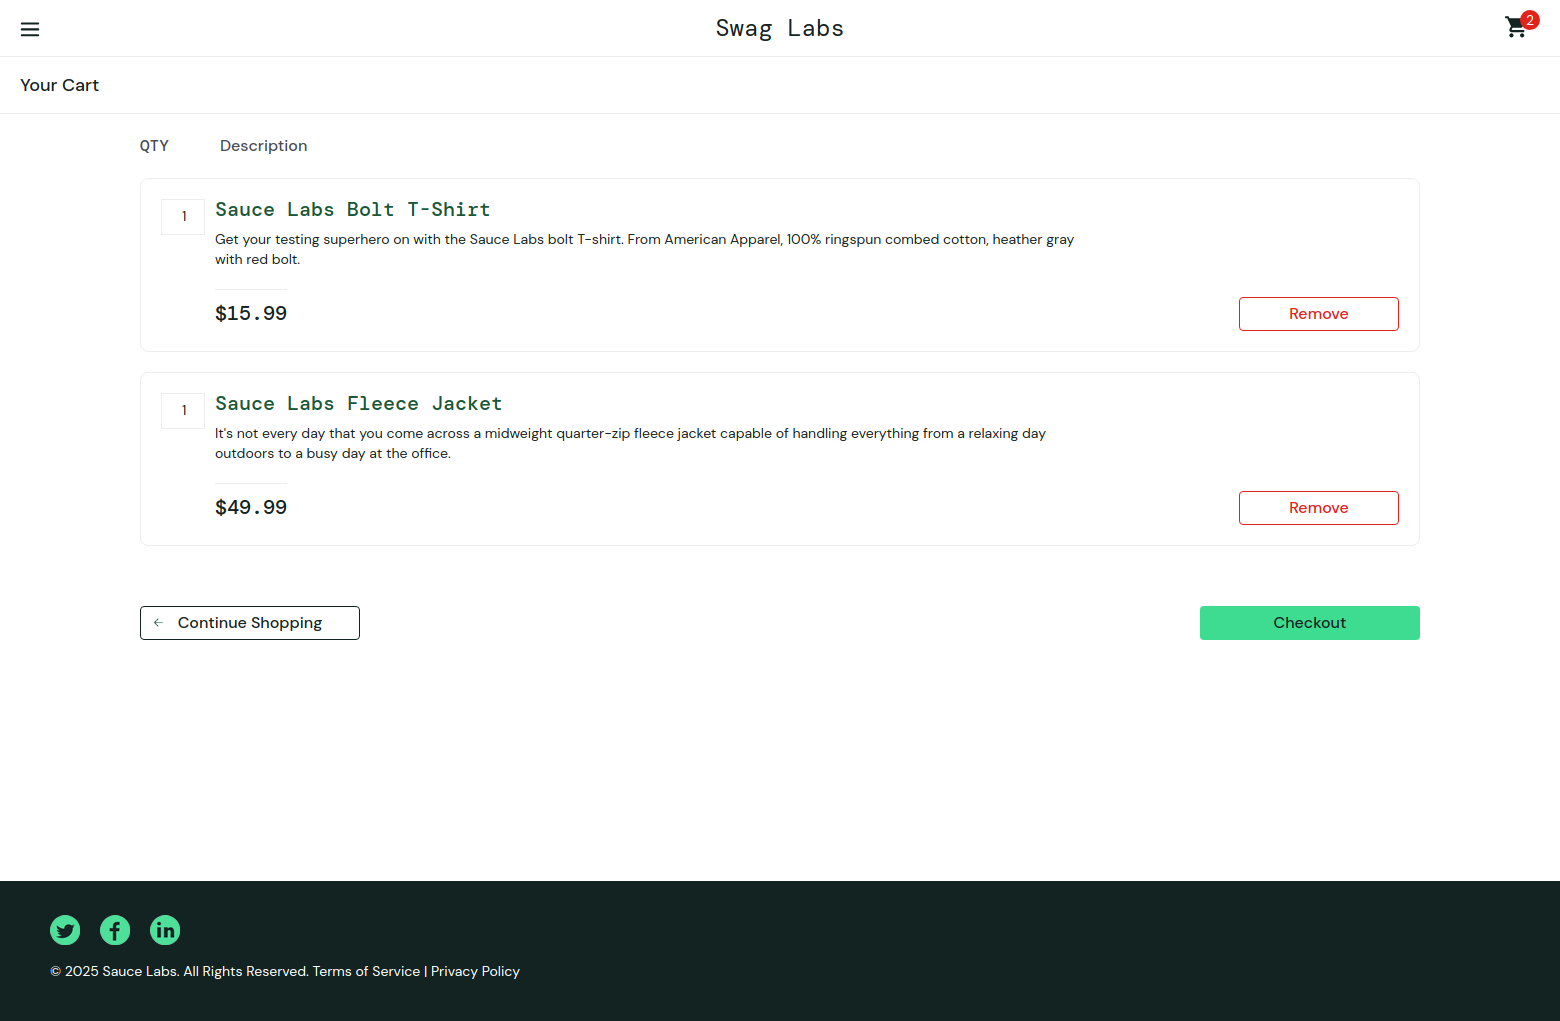 Swag Labs
2
Your Cart
QTY Description
1 Sauce Labs Bolt T-Shirt
Get your testing superhero on with the Sauce Labs bolt T-shirt. From American Apparel, 100% ringspun combed cotton, heather gray
with red bolt.
$15.99 Remove
1 Sauce Labs Fleece Jacket
It's not every day that you come across a midweight quarter-zip fleece jacket capable of handling everything from a relaxing day
outdoors to a busy day at the office.
$49.99 Remove
Continue Shopping Checkout
© 2025 Sauce Labs. All Rights Reserved. Terms of Service | Privacy Policy